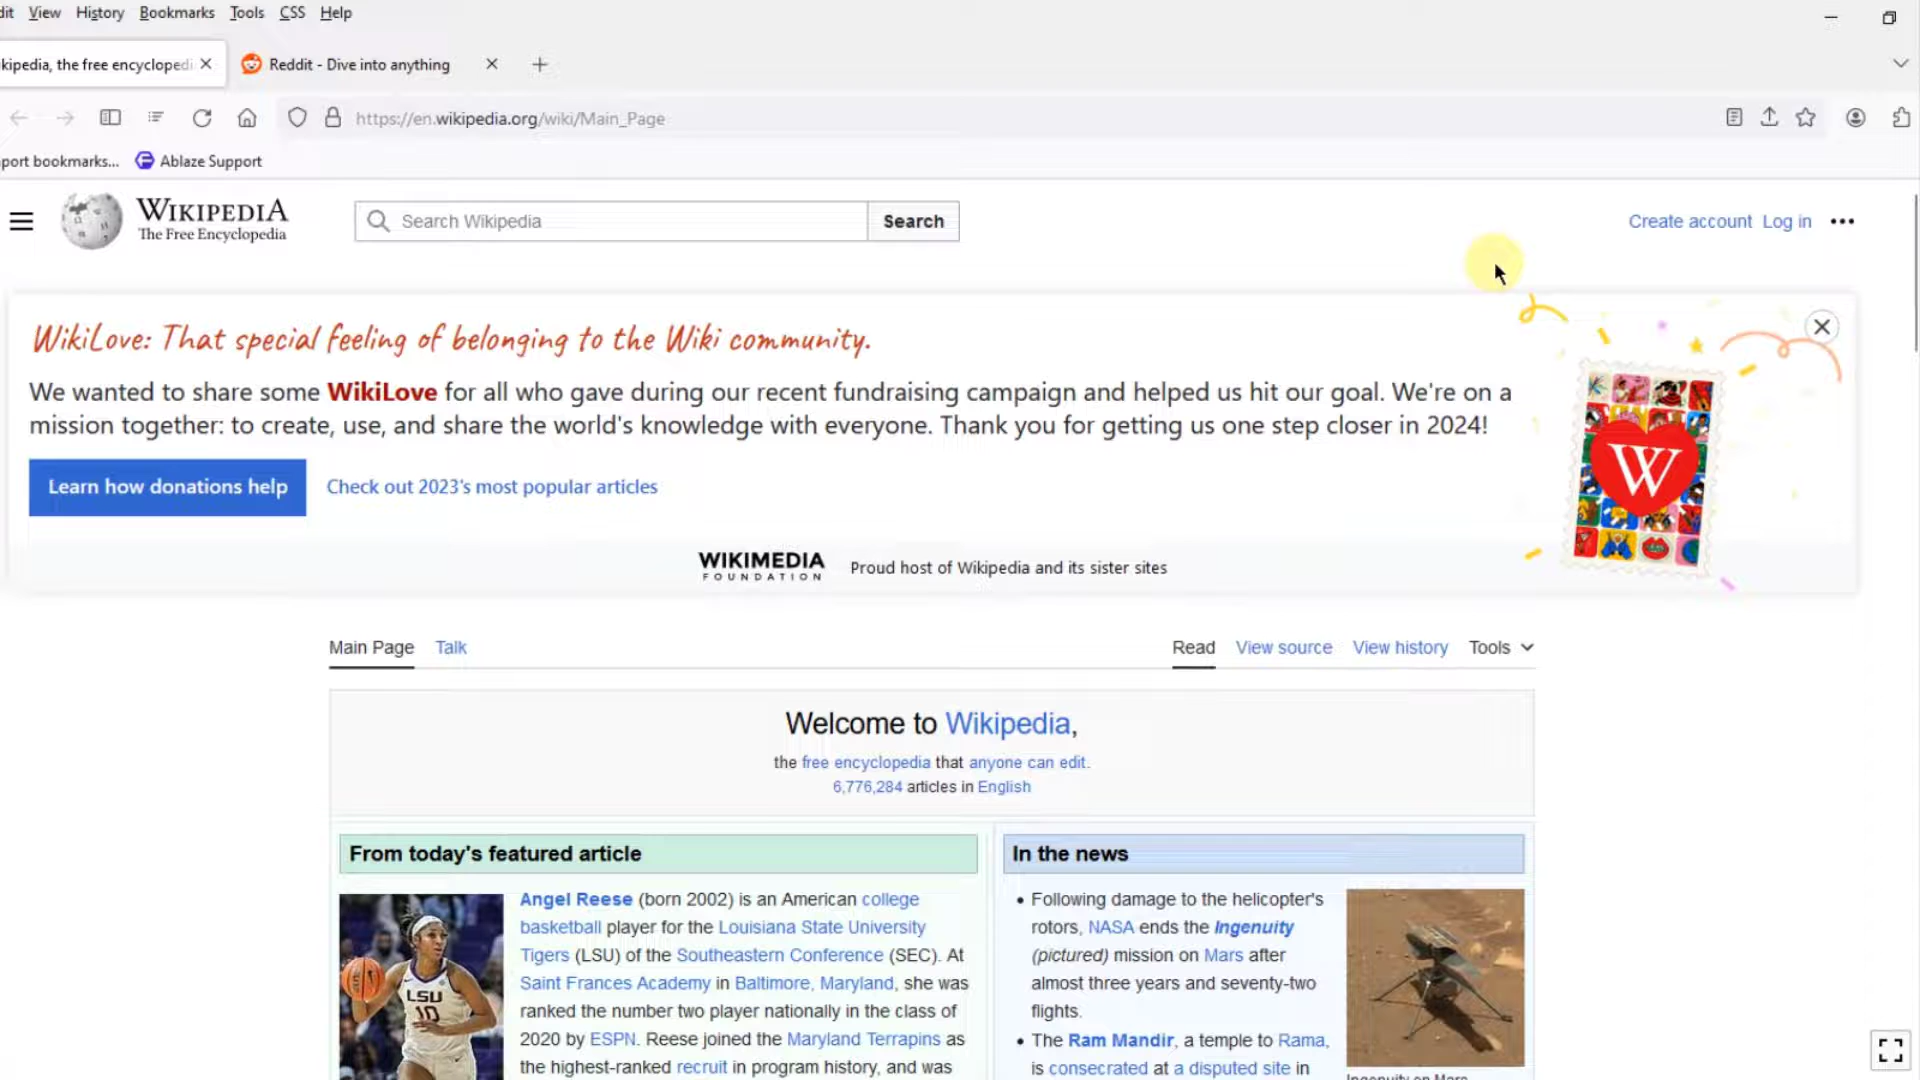 dit View History Bookmarks Tools CSS Help
kipedia, the free encyclopedi Reddit - Dive into anything
https://en.wikipedia.org/wiki/Main_Page
port bookmarks... Ablaze Support
WIKIPEDIA
The Free Encyclopedia
Search Wikipedia Search
Create account Log in
WikiLove: That special feeling of belonging to the Wiki community.
We wanted to share some WikiLove for all who gave during our recent fundraising campaign and helped us hit our goal. We're on a
mission together: to create, use, and share the world's knowledge with everyone. Thank you for getting us one step closer in 2024!
W
Learn how donations help Check out 2023's most popular articles
WIKIMEDIA
FOUNDATION
Proud host of Wikipedia and its sister sites
Main Page Talk Read View source View history Tools
Welcome to Wikipedia,
the free encyclopedia that anyone can edit.
6,776,284 articles in English
From today's featured article
Angel Reese (born 2002) is an American college
basketball player for the Louisiana State University
Tigers (LSU) of the Southeastern Conference (SEC). At
Saint Frances Academy in Baltimore, Maryland, she was
ranked the number two player nationally in the class of
2020 by ESPN. Reese joined the Maryland Terrapins as
the highest-ranked recruit in program history, and was
LSU
10
In the news
Following damage to the helicopter's
rotors, NASA ends the Ingenuity
(pictured) mission on Mars after
almost three years and seventy-two
flights.
The Ram Mandir, a temple to Rama,
is consecrated at a disputed site in
Ingenuity on Mars